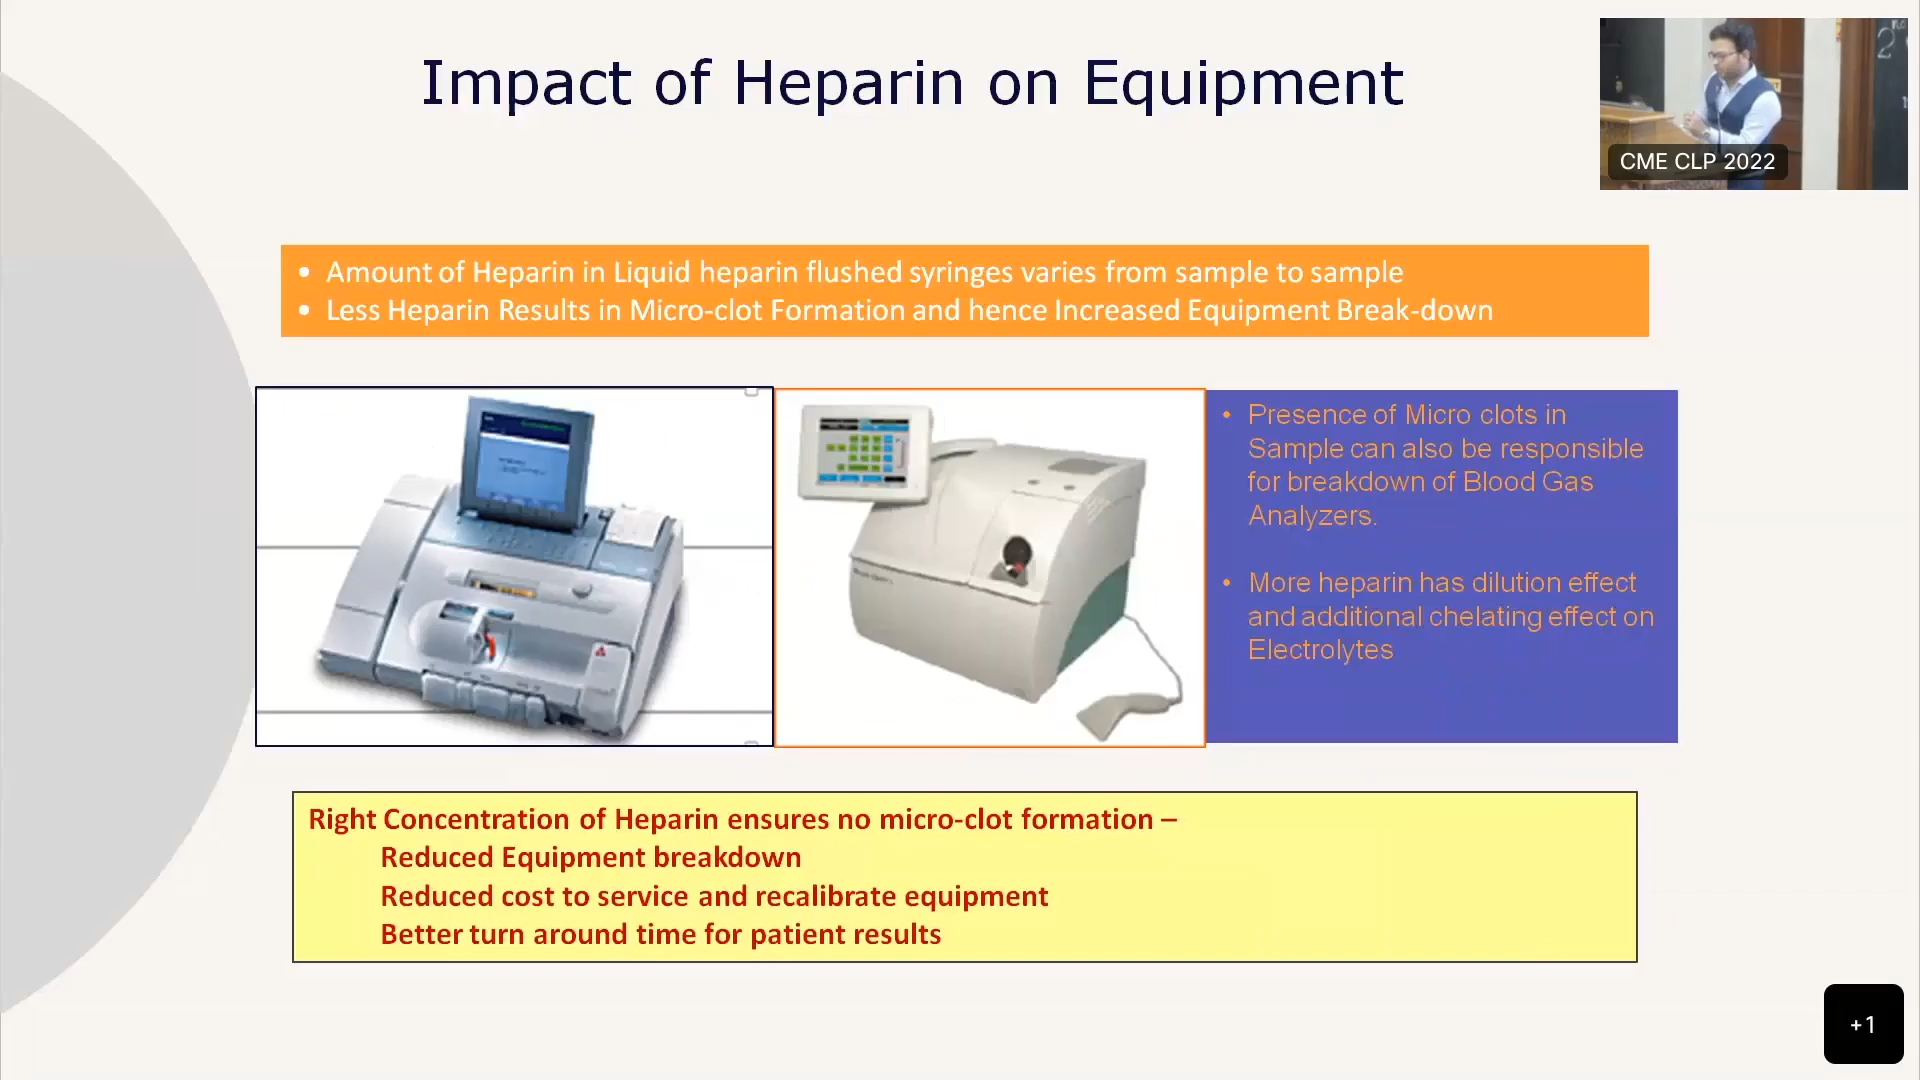 Impact of Heparin on Equipment
CME CLP 2022
• Amount of Heparin in Liquid heparin flushed syringes varies from sample to sample
• Less Heparin Results in Micro-clot Formation and hence Increased Equipment Break-down
• Presence of Micro clots in
Sample can also be responsible
for breakdown of Blood Gas
Analyzers.
• More heparin has dilution effect
and additional chelating effect on
Electrolytes
Right Concentration of Heparin ensures no micro-clot formation –
Reduced Equipment breakdown
Reduced cost to service and recalibrate equipment
Better turn around time for patient results
+1